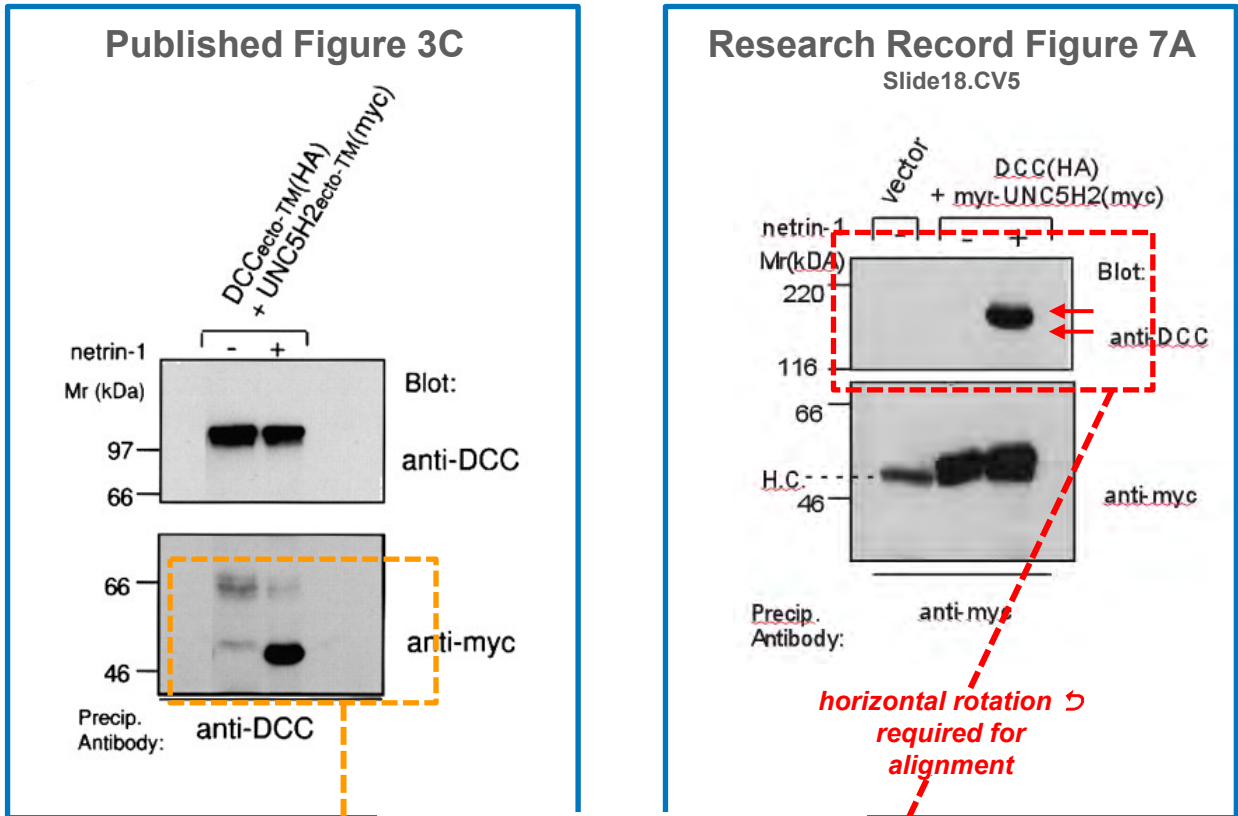 Published Figure 3C
DCCecto-TM(HA)
+ UNC5H2ecto-TM(myc)
netrin-1 - +
Mr (kDa)
Blot:
97
anti-DCC
66
66
anti-myc
46
Precip.
Antibody:
anti-DCC
Research Record Figure 7A
Slide18.CV5
vector
DCC(HA)
+ myr-UNC5H2(myc)
netrin-1 - - +
Mr(kDA)
Blot:
220
anti-DCC
116
66
H.C.
46
anti-myc
Precip.
Antibody:
anti-myc
horizontal rotation ⮌
required for
alignment